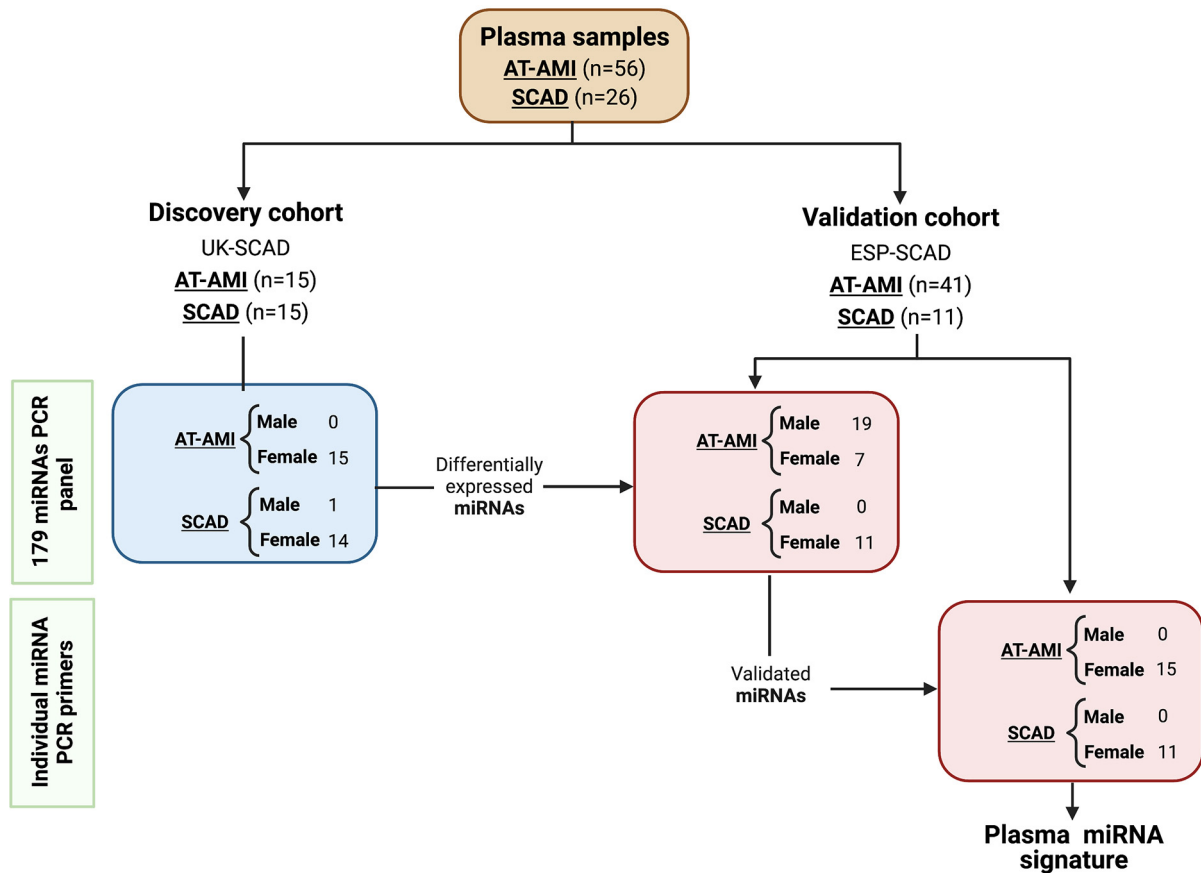 Plasma samples
AT-AMI (n=56)
SCAD (n=26)
Discovery cohort
UK-SCAD
AT-AMI (n=15)
SCAD (n=15)
Validation cohort
ESP-SCAD
AT-AMI (n=41)
SCAD (n=11)
179 miRNAs PCR
panel
AT-AMI
Male 0
Female 15
SCAD
Male 1
Female 14
Differentially
expressed
miRNAs
AT-AMI
Male 19
Female 7
SCAD
Male 0
Female 11
Individual miRNA
PCR primers
Validated
miRNAs
AT-AMI
Male 0
Female 15
SCAD
Male 0
Female 11
Plasma miRNA
signature